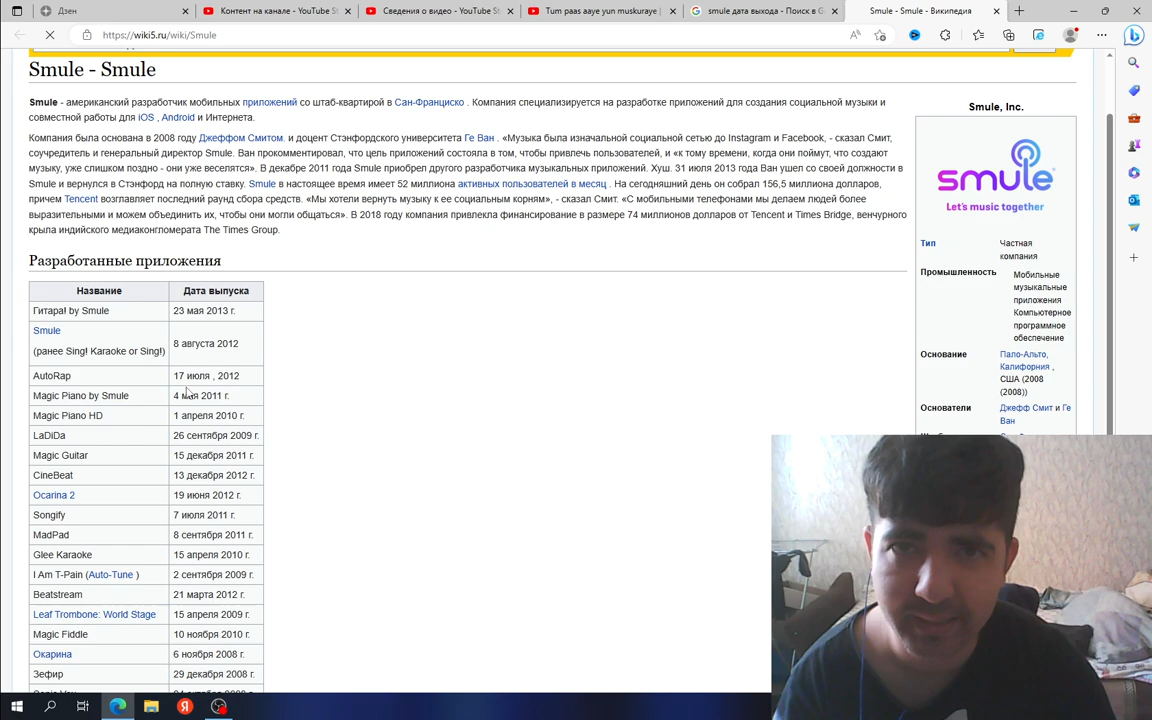 Дзен
Контент на канале - YouTube St
Сведения о видео - YouTube St
Tum paas aaye yun muskuraye |
smule дата выхода - Поиск в G
Smule - Smule - Википедия
https://wiki5.ru/wiki/Smule
Smule - Smule
Smule - американский разработчик мобильных приложений со штаб-квартирой в Сан-Франциско . Компания специализируется на разработке приложений для создания социальной музыки и
совместной работы для iOS , Android и Интернета.
Компания была основана в 2008 году Джеффом Смитом. и доцент Стэнфордского университета Ге Ван . «Музыка была изначальной социальной сетью до Instagram и Facebook, - сказал Смит,
соучредитель и генеральный директор Smule. Ван прокомментировал, что цель приложений состояла в том, чтобы привлечь пользователей, и «к тому времени, когда они поймут, что создают
музыку, уже слишком поздно - они уже веселятся». В декабре 2011 года Smule приобрел другого разработчика музыкальных приложений. Хуш. 31 июля 2013 года Ван ушел со своей должности в
Smule и вернулся в Стэнфорд на полную ставку. Smule в настоящее время имеет 52 миллиона активных пользователей в месяц . На сегодняшний день он собрал 156,5 миллиона долларов,
причем Tencent возглавляет последний раунд сбора средств. «Мы хотели вернуть музыку к ее социальным корням», - сказал Смит. «С мобильными телефонами мы делаем людей более
выразительными и можем объединить их, чтобы они могли общаться». В 2018 году компания привлекла финансирование в размере 74 миллионов долларов от Tencent и Times Bridge, венчурного
крыла индийского медиаконгломерата The Times Group.
Разработанные приложения
Название Дата выпуска
Гитара! by Smule 23 мая 2013 г.
Smule
(ранее Sing! Karaoke or Sing!) 8 августа 2012
AutoRap 17 июля , 2012
Magic Piano by Smule 4 мая 2011 г.
Magic Piano HD 1 апреля 2010 г.
LaDiDa 26 сентября 2009 г.
Magic Guitar 15 декабря 2011 г.
CineBeat 13 декабря 2012 г.
Ocarina 2 19 июня 2012 г.
Songify 7 июля 2011 г.
MadPad 8 сентября 2011 г.
Glee Karaoke 15 апреля 2010 г.
I Am T-Pain (Auto-Tune ) 2 сентября 2009 г.
Beatstream 21 марта 2012 г.
Leaf Trombone: World Stage 15 апреля 2009 г.
Magic Fiddle 10 ноября 2010 г.
Окарина 6 ноября 2008 г.
Зефир 29 декабря 2008 г.
Smule, Inc.
smule
Let's music together
Тип Частная
компания
Промышленность Мобильные
музыкальные
приложения
Компьютерное
программное
обеспечение
Основание Пало-Альто,
Калифорния ,
США (2008
(2008))
Основатели Джефф Смит и Ге
Ван